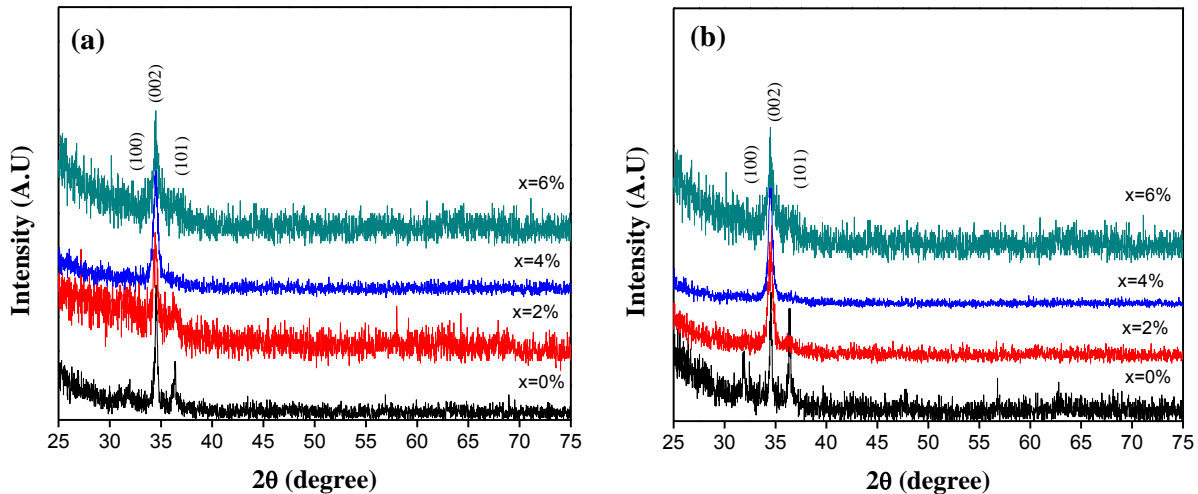 (a)
(100)
(002)
(101)
x=6%
x=4%
x=2%
x=0%
Intensity (A.U)
25 30 35 40 45 50 55 60 65 70 75
2θ (degree)
(b)
(100)
(002)
(101)
x=6%
x=4%
x=2%
x=0%
Intensity (A.U)
25 30 35 40 45 50 55 60 65 70 75
2θ (degree)